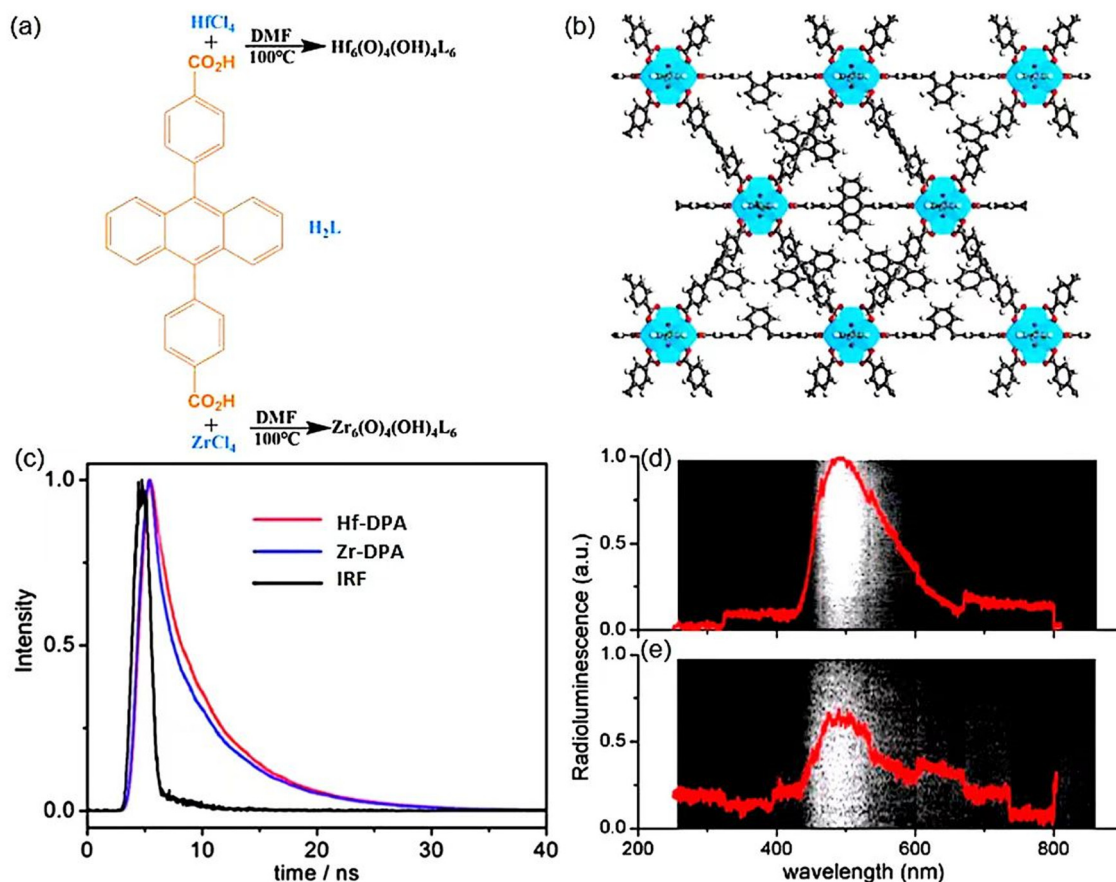 (a)
HfCl₄
+
DMF
100℃
Hf₆(O)₄(OH)₄L₆
CO₂H
H₂L
CO₂H
+
ZrCl₄
DMF
100℃
Zr₆(O)₄(OH)₄L₆
(b)
(c)
Intensity
1.0
0.5
0.0
Hf-DPA
Zr-DPA
IRF
0 10 20 30 40
time / ns
(d)
1.0
0.5
0.0
(e)
Radioluminescence (a.u.)
1.0
0.5
0.0
200 400 600 800
wavelength (nm)